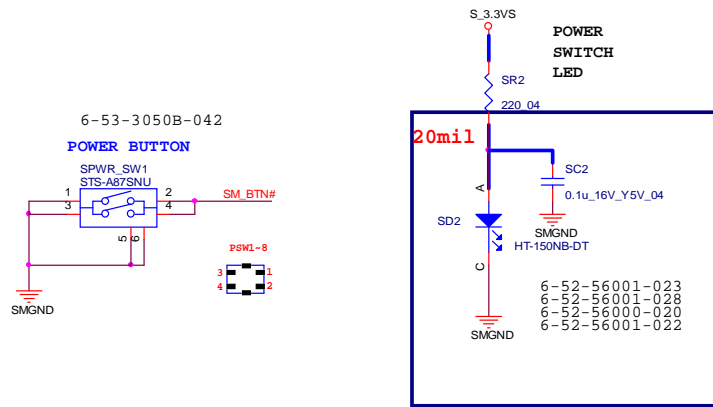 S_3.3VS
POWER
SWITCH
LED
SR2
220_04
6-53-3050B-042
POWER BUTTON
SPWR_SW1
STS-A87SNU
1
2
SM_BTN#
3
4
5
6
20mil
A
SC2
0.1u_16V_Y5V_04
SD2
SMGND
HT-150NB-DT
C
PSW1~8
3
1
4
2
SMGND
6-52-56001-023
6-52-56001-028
6-52-56000-020
6-52-56001-022
SMGND